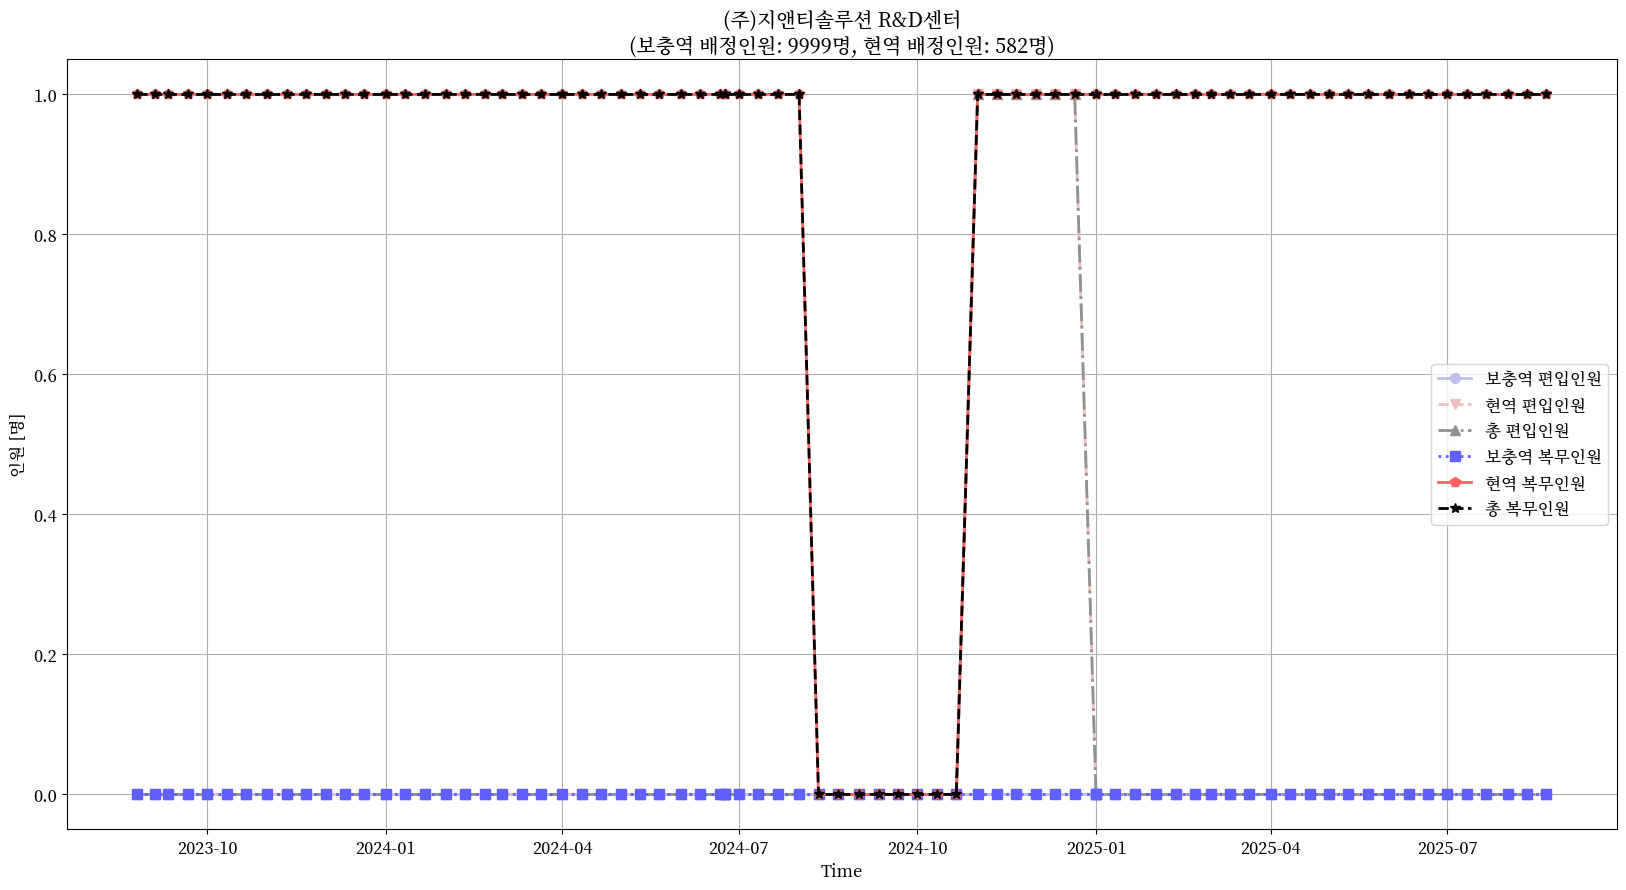 (주)지앤티솔루션 R&D센터
(보충역 배정인원: 9999명, 현역 배정인원: 582명)
인원 [명]
1.0
0.8
0.6
0.4
0.2
0.0
보충역 편입인원
현역 편입인원
총 편입인원
보충역 복무인원
현역 복무인원
총 복무인원
2023-10 2024-01 2024-04 2024-07 2024-10 2025-01 2025-04 2025-07
Time